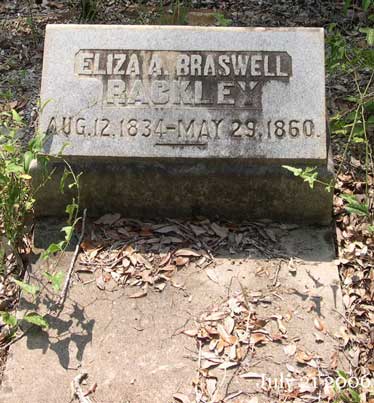 ELIZA A. BRASWELL
RACKLEY
AUG. 12, 1834-MAY 29, 1860.
July 21 2006